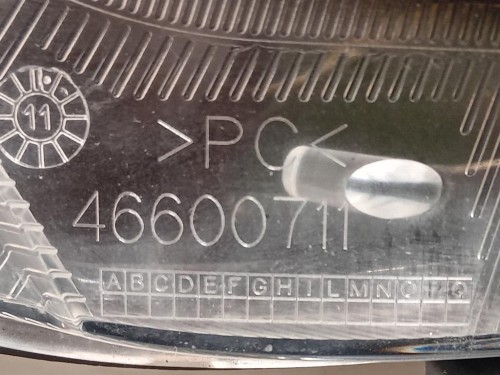 11
>PC<
46600711
ABCDEFGHILMNO